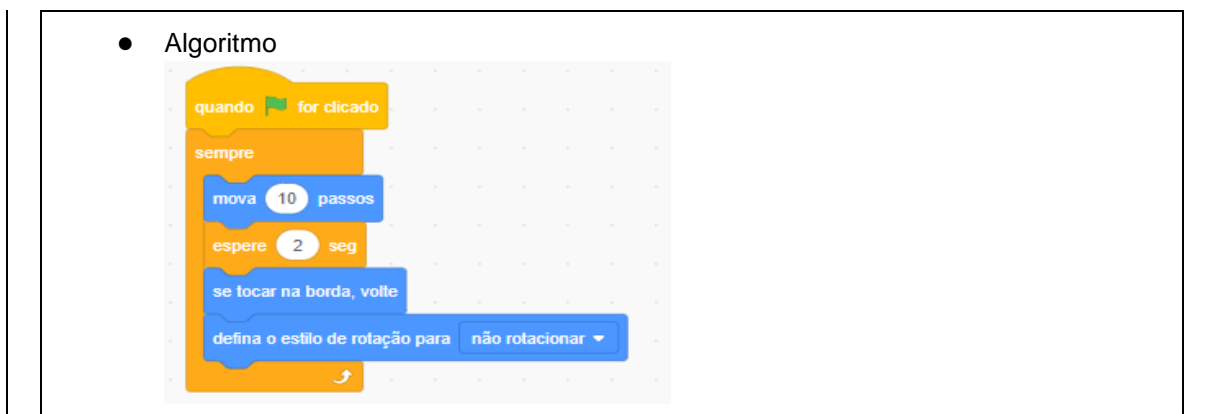 ● Algoritmo
quando for clicado
sempre
mova 10 passos
espere 2 seg
se tocar na borda, volte
defina o estilo de rotação para não rotacionar